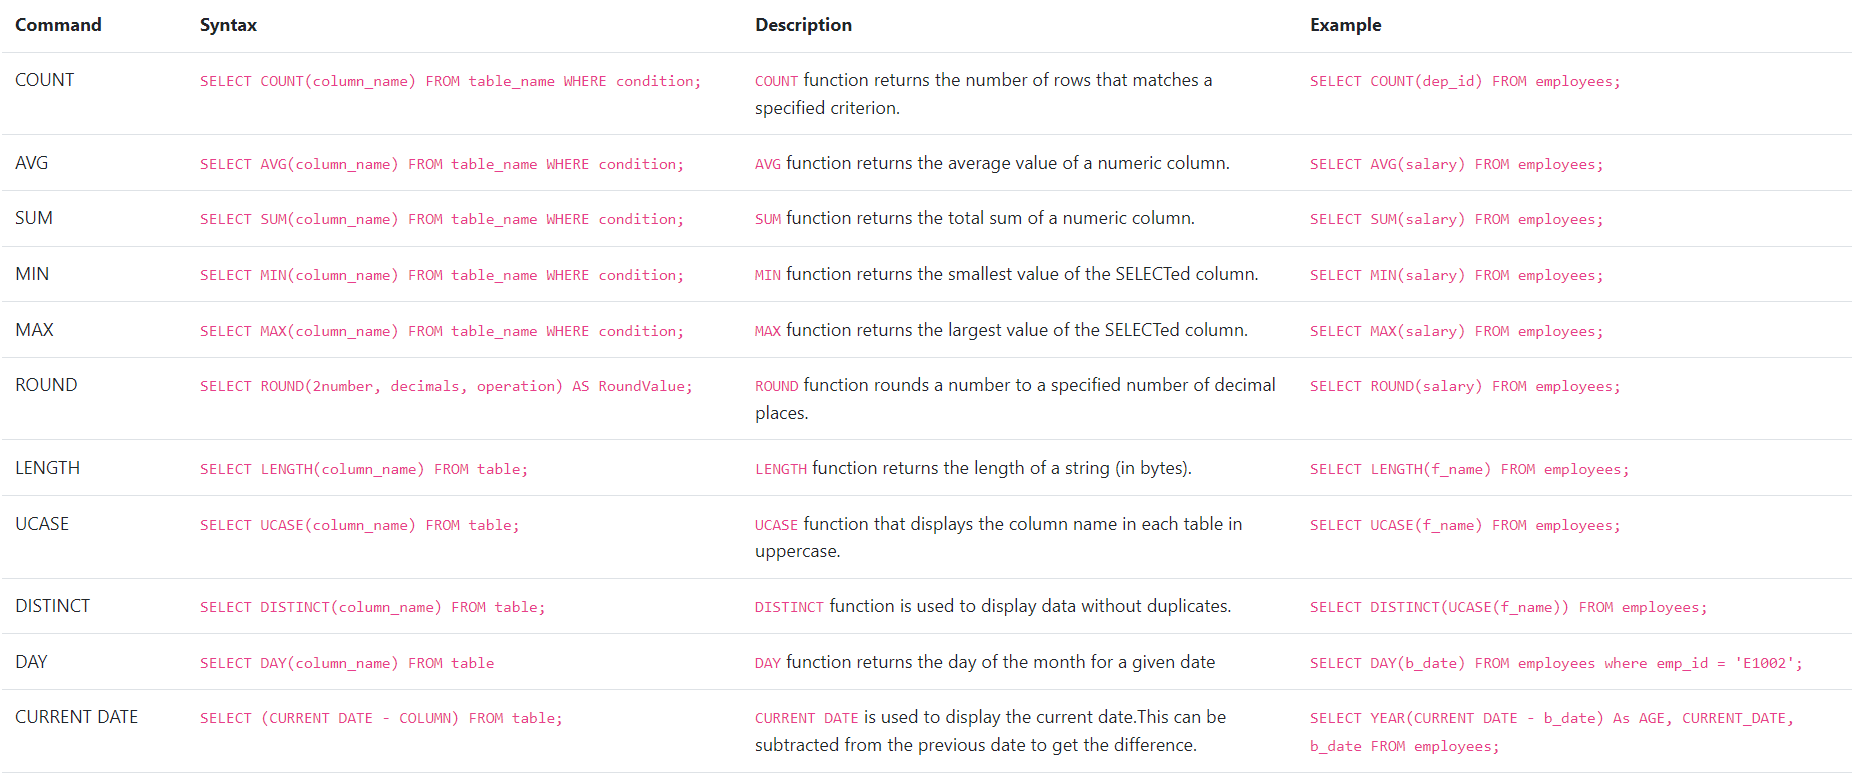 Command Syntax Description Example
COUNT SELECT COUNT(column_name) FROM table_name WHERE condition; COUNT function returns the number of rows that matches a SELECT COUNT(dep_id) FROM employees;
specified criterion.
AVG SELECT AVG(column_name) FROM table_name WHERE condition; AVG function returns the average value of a numeric column. SELECT AVG(salary) FROM employees;
SUM SELECT SUM(column_name) FROM table_name WHERE condition; SUM function returns the total sum of a numeric column. SELECT SUM(salary) FROM employees;
MIN SELECT MIN(column_name) FROM table_name WHERE condition; MIN function returns the smallest value of the SELECTed column. SELECT MIN(salary) FROM employees;
MAX SELECT MAX(column_name) FROM table_name WHERE condition; MAX function returns the largest value of the SELECTed column. SELECT MAX(salary) FROM employees;
ROUND SELECT ROUND(2number, decimals, operation) AS RoundValue; ROUND function rounds a number to a specified number of decimal SELECT ROUND(salary) FROM employees;
places.
LENGTH SELECT LENGTH(column_name) FROM table; LENGTH function returns the length of a string (in bytes). SELECT LENGTH(f_name) FROM employees;
UCASE SELECT UCASE(column_name) FROM table; UCASE function that displays the column name in each table in SELECT UCASE(f_name) FROM employees;
uppercase.
DISTINCT SELECT DISTINCT(column_name) FROM table; DISTINCT function is used to display data without duplicates. SELECT DISTINCT(UCASE(f_name)) FROM employees;
DAY SELECT DAY(column_name) FROM table DAY function returns the day of the month for a given date SELECT DAY(b_date) FROM employees where emp_id = 'E1002';
CURRENT DATE SELECT (CURRENT DATE - COLUMN) FROM table; CURRENT DATE is used to display the current date.This can be SELECT YEAR(CURRENT DATE - b_date) As AGE, CURRENT_DATE,
subtracted from the previous date to get the difference. b_date FROM employees;